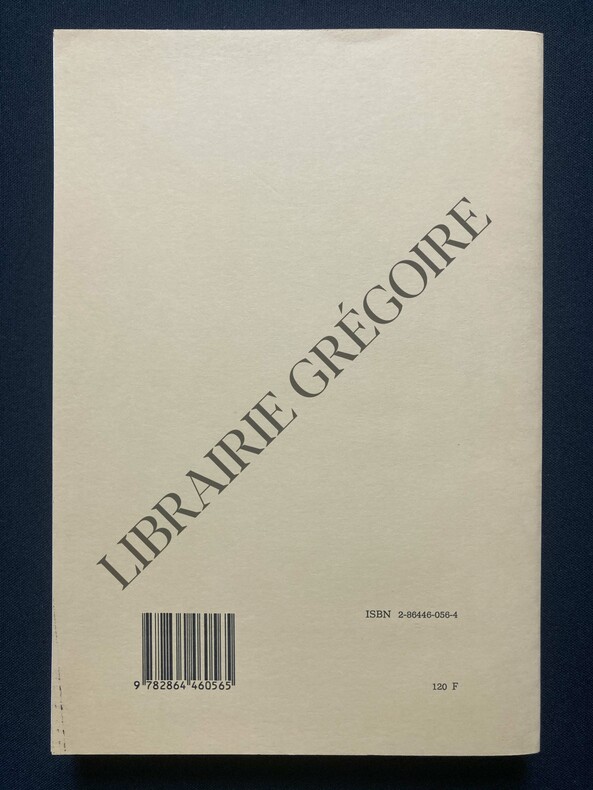 LIBRAIRIE GRÉGOIRE
ISBN 2-86446-056-4
9 782864 460565
120 F